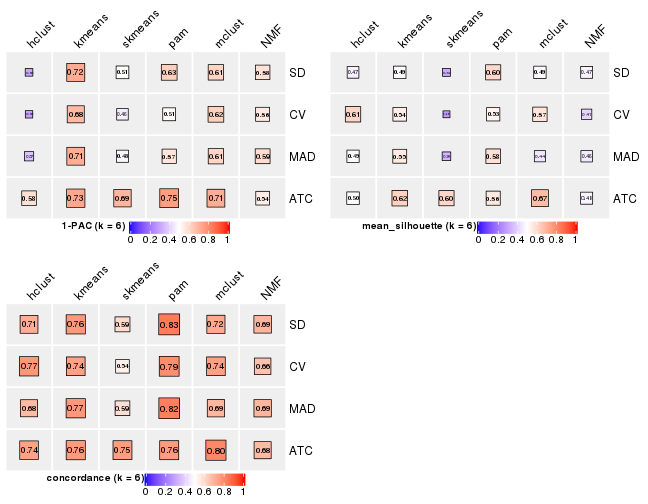 hclust kmeans skmeans pam mclust NMF
0.72 0.51 0.63 0.61 0.58 SD
0.68 0.51 0.62 0.56 CV
0.71 0.48 0.57 0.61 0.59 MAD
0.58 0.73 0.69 0.75 0.71 0.54 ATC
1-PAC (k = 6)
0 0.2 0.4 0.6 0.8 1
hclust kmeans skmeans pam mclust NMF
0.47 0.49 0.60 0.49 0.47 SD
0.61 0.54 0.53 0.57 CV
0.49 0.55 0.58 0.44 MAD
0.50 0.62 0.60 0.56 0.67 ATC
mean_silhouette (k = 6)
0 0.2 0.4 0.6 0.8 1
hclust kmeans skmeans pam mclust NMF
0.71 0.76 0.59 0.83 0.72 0.69 SD
0.77 0.74 0.54 0.79 0.74 0.66 CV
0.68 0.77 0.59 0.82 0.69 0.69 MAD
0.74 0.76 0.75 0.76 0.80 0.68 ATC
concordance (k = 6)
0 0.2 0.4 0.6 0.8 1